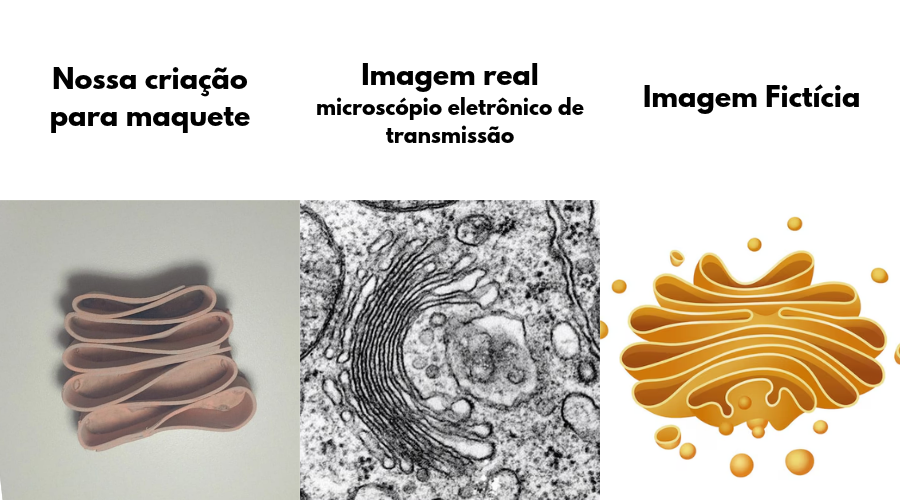 Nossa criação
para maquete
Imagem real
microscópio eletrônico de
transmissão
Imagem Fictícia